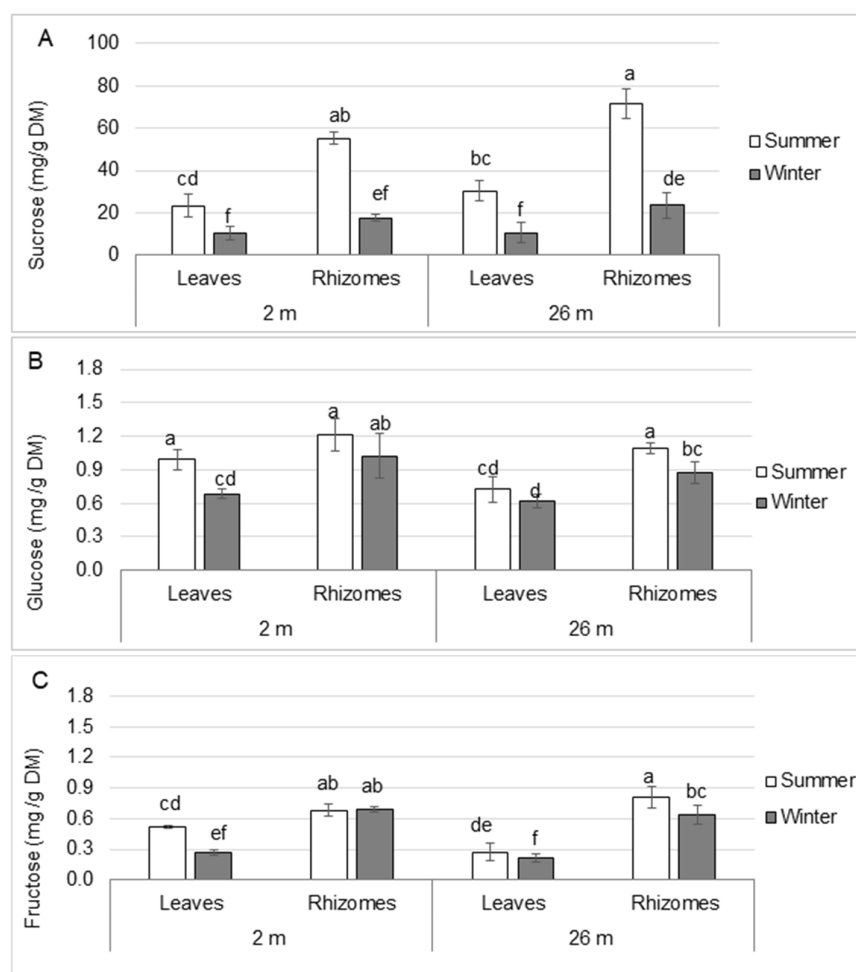 A
100
80
60
40
20
0
Sucrose (mg/g DM)
cd
f
ab
ef
bc
f
a
de
Summer
Winter
Leaves
Rhizomes
Leaves
Rhizomes
2 m
26 m
B
1.8
1.5
1.2
0.9
0.6
0.3
0.0
Glucose (mg /g DM)
a
cd
a
ab
cd
d
a
bc
Summer
Winter
Leaves
Rhizomes
Leaves
Rhizomes
2 m
26 m
C
1.8
1.5
1.2
0.9
0.6
0.3
0.0
Fructose (mg /g DM)
cd
ef
ab
ab
de
f
a
bc
Summer
Winter
Leaves
Rhizomes
Leaves
Rhizomes
2 m
26 m